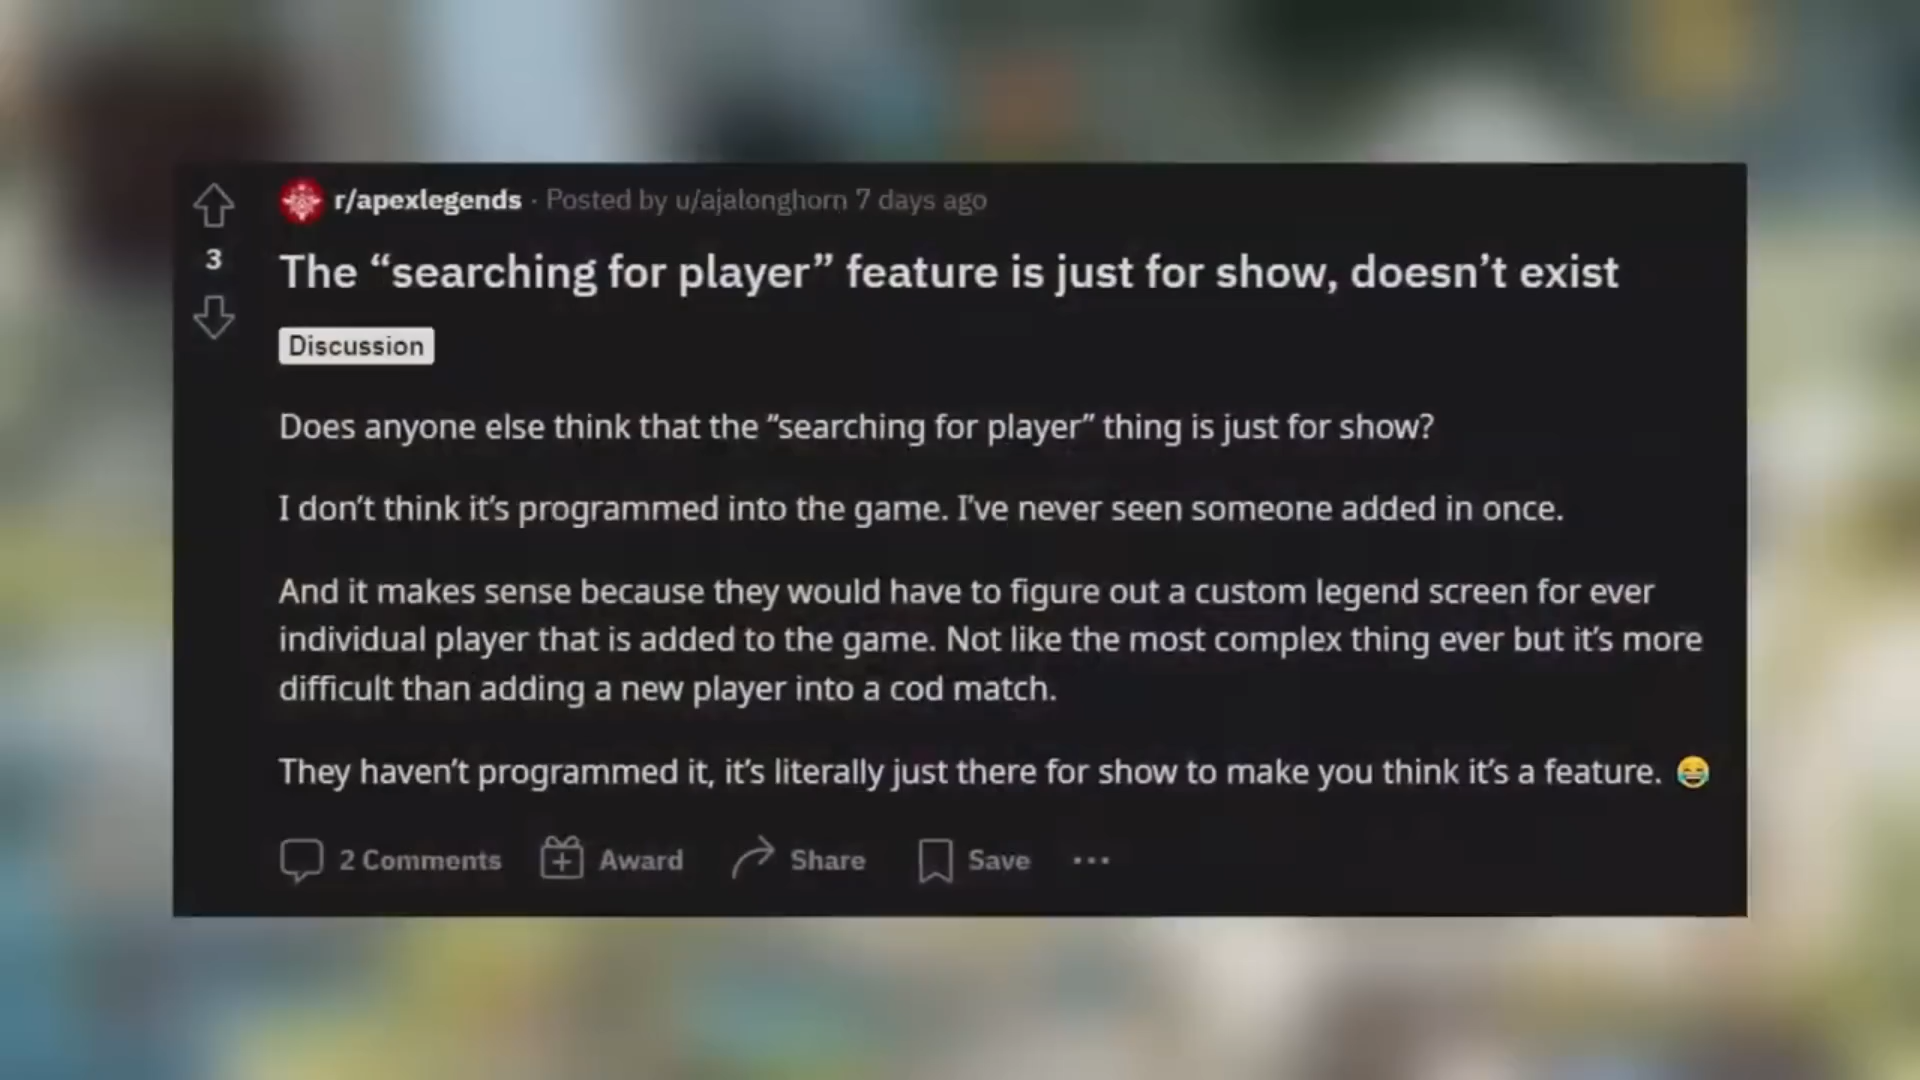 r/apexlegends · Posted by u/ajalonghorn 7 days ago
3
The “searching for player” feature is just for show, doesn’t exist
Discussion
Does anyone else think that the “searching for player” thing is just for show?
I don’t think it’s programmed into the game. I’ve never seen someone added in once.
And it makes sense because they would have to figure out a custom legend screen for ever
individual player that is added to the game. Not like the most complex thing ever but it’s more
difficult than adding a new player into a cod match.
They haven’t programmed it, it’s literally just there for show to make you think it’s a feature. 😂
2 Comments Award Share Save ···